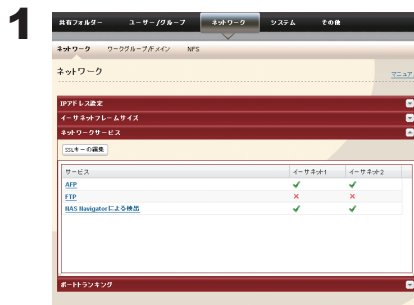 1
共有フォルダー ユーザー/グループ ネットワーク システム その他
ネットワーク ワークグループ/ドメイン NFS
ネットワーク
マニュア
IPアドレス設定
イーサネットフレームサイズ
ネットワークサービス
SSLキーの編集
サービス イーサネット1 イーサネット2
AFP
FTP
NAS Navigatorによる検出
ポートトランキング